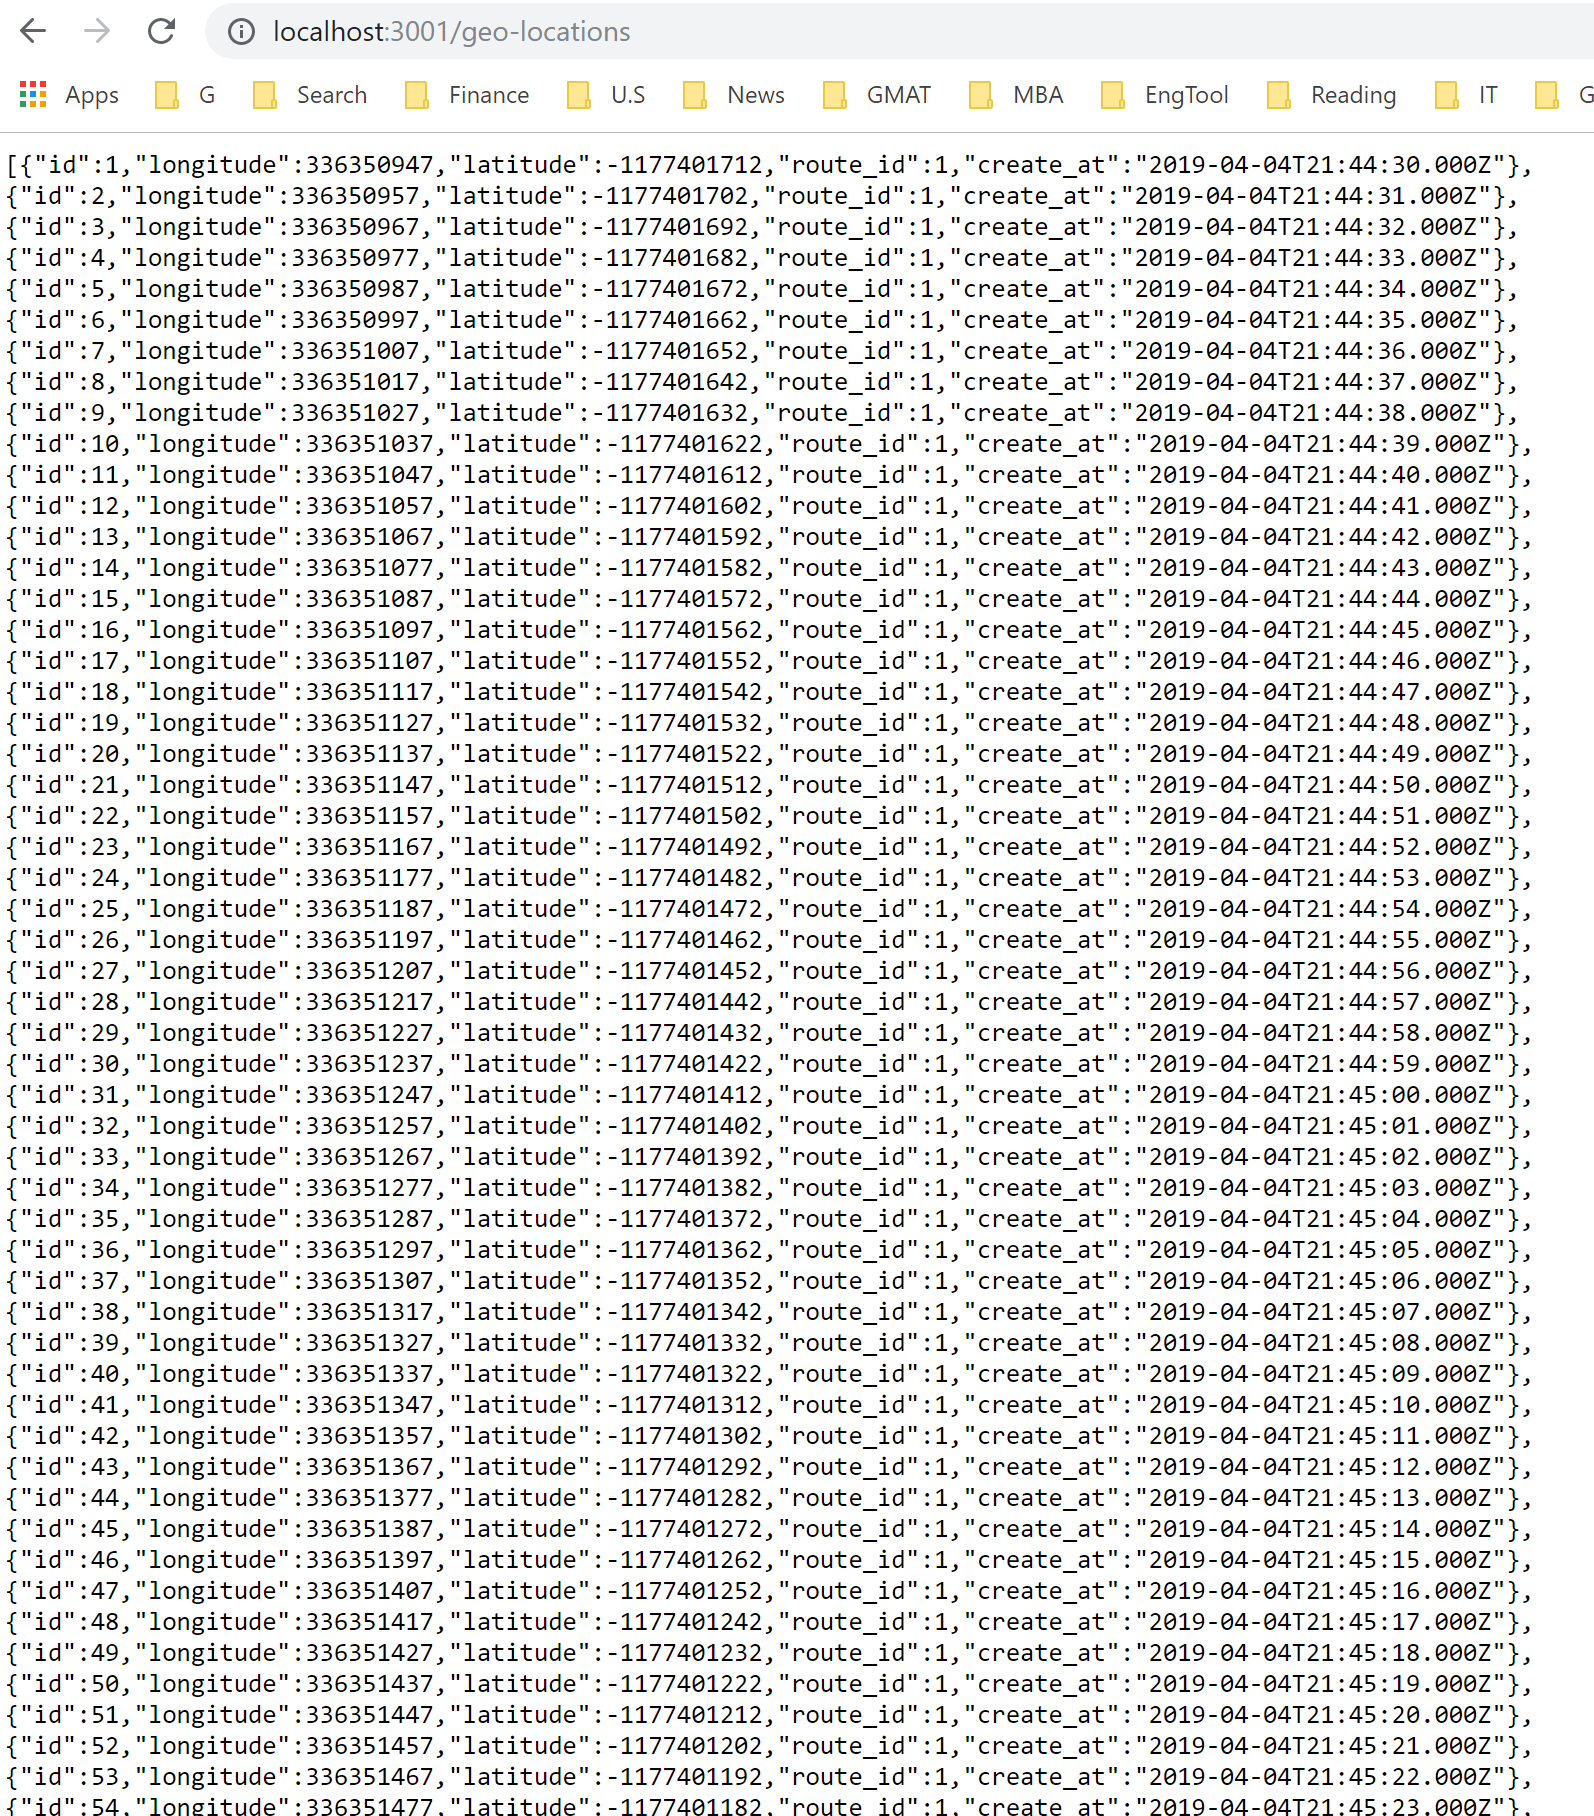 localhost:3001/geo-locations
Apps G Search Finance U.S News GMAT MBA EngTool Reading IT G
[{"id":1,"longitude":336350947,"latitude":-1177401712,"route_id":1,"create_at":"2019-04-04T21:44:30.000Z"},
{"id":2,"longitude":336350957,"latitude":-1177401702,"route_id":1,"create_at":"2019-04-04T21:44:31.000Z"},
{"id":3,"longitude":336350967,"latitude":-1177401692,"route_id":1,"create_at":"2019-04-04T21:44:32.000Z"},
{"id":4,"longitude":336350977,"latitude":-1177401682,"route_id":1,"create_at":"2019-04-04T21:44:33.000Z"},
{"id":5,"longitude":336350987,"latitude":-1177401672,"route_id":1,"create_at":"2019-04-04T21:44:34.000Z"},
{"id":6,"longitude":336350997,"latitude":-1177401662,"route_id":1,"create_at":"2019-04-04T21:44:35.000Z"},
{"id":7,"longitude":336351007,"latitude":-1177401652,"route_id":1,"create_at":"2019-04-04T21:44:36.000Z"},
{"id":8,"longitude":336351017,"latitude":-1177401642,"route_id":1,"create_at":"2019-04-04T21:44:37.000Z"},
{"id":9,"longitude":336351027,"latitude":-1177401632,"route_id":1,"create_at":"2019-04-04T21:44:38.000Z"},
{"id":10,"longitude":336351037,"latitude":-1177401622,"route_id":1,"create_at":"2019-04-04T21:44:39.000Z"},
{"id":11,"longitude":336351047,"latitude":-1177401612,"route_id":1,"create_at":"2019-04-04T21:44:40.000Z"},
{"id":12,"longitude":336351057,"latitude":-1177401602,"route_id":1,"create_at":"2019-04-04T21:44:41.000Z"},
{"id":13,"longitude":336351067,"latitude":-1177401592,"route_id":1,"create_at":"2019-04-04T21:44:42.000Z"},
{"id":14,"longitude":336351077,"latitude":-1177401582,"route_id":1,"create_at":"2019-04-04T21:44:43.000Z"},
{"id":15,"longitude":336351087,"latitude":-1177401572,"route_id":1,"create_at":"2019-04-04T21:44:44.000Z"},
{"id":16,"longitude":336351097,"latitude":-1177401562,"route_id":1,"create_at":"2019-04-04T21:44:45.000Z"},
{"id":17,"longitude":336351107,"latitude":-1177401552,"route_id":1,"create_at":"2019-04-04T21:44:46.000Z"},
{"id":18,"longitude":336351117,"latitude":-1177401542,"route_id":1,"create_at":"2019-04-04T21:44:47.000Z"},
{"id":19,"longitude":336351127,"latitude":-1177401532,"route_id":1,"create_at":"2019-04-04T21:44:48.000Z"},
{"id":20,"longitude":336351137,"latitude":-1177401522,"route_id":1,"create_at":"2019-04-04T21:44:49.000Z"},
{"id":21,"longitude":336351147,"latitude":-1177401512,"route_id":1,"create_at":"2019-04-04T21:44:50.000Z"},
{"id":22,"longitude":336351157,"latitude":-1177401502,"route_id":1,"create_at":"2019-04-04T21:44:51.000Z"},
{"id":23,"longitude":336351167,"latitude":-1177401492,"route_id":1,"create_at":"2019-04-04T21:44:52.000Z"},
{"id":24,"longitude":336351177,"latitude":-1177401482,"route_id":1,"create_at":"2019-04-04T21:44:53.000Z"},
{"id":25,"longitude":336351187,"latitude":-1177401472,"route_id":1,"create_at":"2019-04-04T21:44:54.000Z"},
{"id":26,"longitude":336351197,"latitude":-1177401462,"route_id":1,"create_at":"2019-04-04T21:44:55.000Z"},
{"id":27,"longitude":336351207,"latitude":-1177401452,"route_id":1,"create_at":"2019-04-04T21:44:56.000Z"},
{"id":28,"longitude":336351217,"latitude":-1177401442,"route_id":1,"create_at":"2019-04-04T21:44:57.000Z"},
{"id":29,"longitude":336351227,"latitude":-1177401432,"route_id":1,"create_at":"2019-04-04T21:44:58.000Z"},
{"id":30,"longitude":336351237,"latitude":-1177401422,"route_id":1,"create_at":"2019-04-04T21:44:59.000Z"},
{"id":31,"longitude":336351247,"latitude":-1177401412,"route_id":1,"create_at":"2019-04-04T21:45:00.000Z"},
{"id":32,"longitude":336351257,"latitude":-1177401402,"route_id":1,"create_at":"2019-04-04T21:45:01.000Z"},
{"id":33,"longitude":336351267,"latitude":-1177401392,"route_id":1,"create_at":"2019-04-04T21:45:02.000Z"},
{"id":34,"longitude":336351277,"latitude":-1177401382,"route_id":1,"create_at":"2019-04-04T21:45:03.000Z"},
{"id":35,"longitude":336351287,"latitude":-1177401372,"route_id":1,"create_at":"2019-04-04T21:45:04.000Z"},
{"id":36,"longitude":336351297,"latitude":-1177401362,"route_id":1,"create_at":"2019-04-04T21:45:05.000Z"},
{"id":37,"longitude":336351307,"latitude":-1177401352,"route_id":1,"create_at":"2019-04-04T21:45:06.000Z"},
{"id":38,"longitude":336351317,"latitude":-1177401342,"route_id":1,"create_at":"2019-04-04T21:45:07.000Z"},
{"id":39,"longitude":336351327,"latitude":-1177401332,"route_id":1,"create_at":"2019-04-04T21:45:08.000Z"},
{"id":40,"longitude":336351337,"latitude":-1177401322,"route_id":1,"create_at":"2019-04-04T21:45:09.000Z"},
{"id":41,"longitude":336351347,"latitude":-1177401312,"route_id":1,"create_at":"2019-04-04T21:45:10.000Z"},
{"id":42,"longitude":336351357,"latitude":-1177401302,"route_id":1,"create_at":"2019-04-04T21:45:11.000Z"},
{"id":43,"longitude":336351367,"latitude":-1177401292,"route_id":1,"create_at":"2019-04-04T21:45:12.000Z"},
{"id":44,"longitude":336351377,"latitude":-1177401282,"route_id":1,"create_at":"2019-04-04T21:45:13.000Z"},
{"id":45,"longitude":336351387,"latitude":-1177401272,"route_id":1,"create_at":"2019-04-04T21:45:14.000Z"},
{"id":46,"longitude":336351397,"latitude":-1177401262,"route_id":1,"create_at":"2019-04-04T21:45:15.000Z"},
{"id":47,"longitude":336351407,"latitude":-1177401252,"route_id":1,"create_at":"2019-04-04T21:45:16.000Z"},
{"id":48,"longitude":336351417,"latitude":-1177401242,"route_id":1,"create_at":"2019-04-04T21:45:17.000Z"},
{"id":49,"longitude":336351427,"latitude":-1177401232,"route_id":1,"create_at":"2019-04-04T21:45:18.000Z"},
{"id":50,"longitude":336351437,"latitude":-1177401222,"route_id":1,"create_at":"2019-04-04T21:45:19.000Z"},
{"id":51,"longitude":336351447,"latitude":-1177401212,"route_id":1,"create_at":"2019-04-04T21:45:20.000Z"},
{"id":52,"longitude":336351457,"latitude":-1177401202,"route_id":1,"create_at":"2019-04-04T21:45:21.000Z"},
{"id":53,"longitude":336351467,"latitude":-1177401192,"route_id":1,"create_at":"2019-04-04T21:45:22.000Z"},
{"id":54,"longitude":336351477,"latitude":-1177401182,"route_id":1,"create_at":"2019-04-04T21:45:23.000Z"},